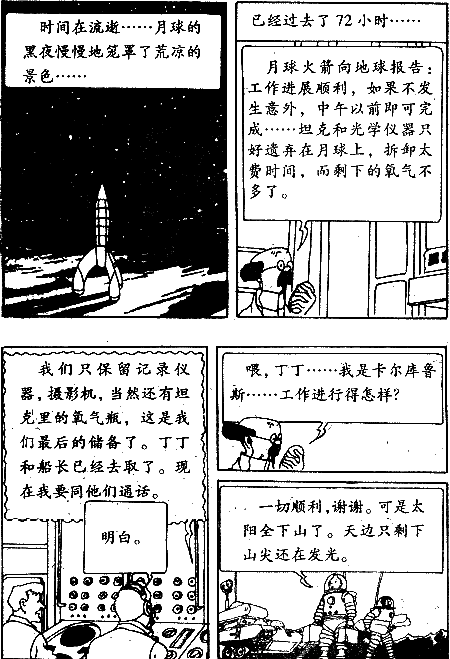 时间在流逝……月球的
黑夜慢慢地笼罩了荒凉的
景色……
已经过去了72小时……
月球火箭向地球报告：
工作进展顺利，如果不发
生意外，中午以前即可完
成……坦克和光学仪器只
好遗弃在月球上，拆卸太
费时间，而剩下的氧气不
多了。
我们只保留记录仪
器，摄影机，当然还有坦
克里的氧气瓶，这是我
们最后的储备了。丁丁
和船长已经去取了。现
在我要同他们通话。
明白。
喂，丁丁……我是卡尔库鲁
斯……工作进行得怎样？
一切顺利，谢谢。可是太
阳全下山了。天边只剩下
山尖还在发光。